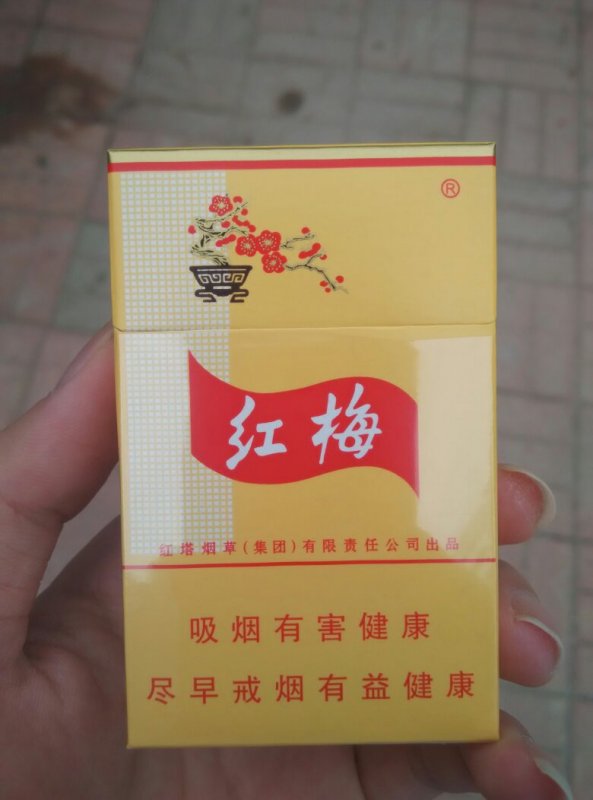 ®
红梅
红塔烟草(集团)有限责任公司出品
吸烟有害健康
尽早戒烟有益健康